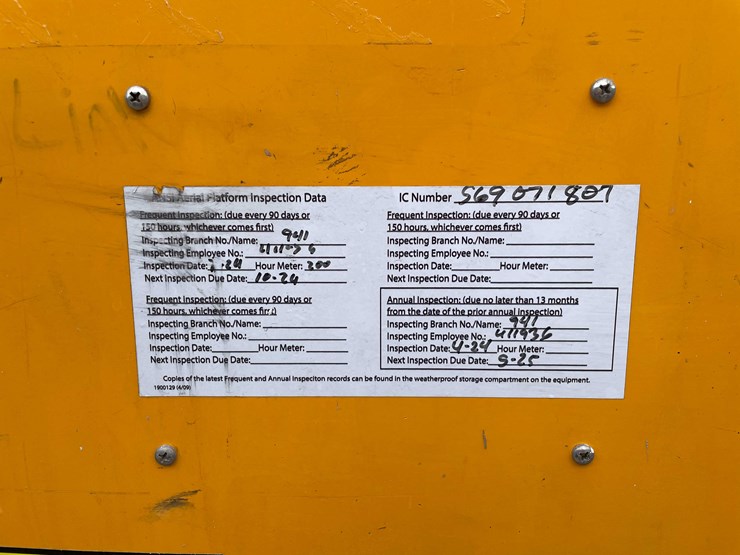 Aerial Platform Inspection Data
IC Number 569 071 807
Frequent Inspection: (due every 90 days or
150 hours, whichever comes first)
Inspecting Branch No./Name: 941
Inspecting Employee No.:
Inspection Date: Hour Meter: 200
Next Inspection Due Date: 10-24
Frequent Inspection: (due every 90 days or
150 hours, whichever comes first)
Inspecting Branch No./Name:
Inspecting Employee No.:
Inspection Date: Hour Meter:
Next Inspection Due Date:
Frequent Inspection: (due every 90 days or
150 hours, whichever comes first)
Inspecting Branch No./Name:
Inspecting Employee No.:
Inspection Date: Hour Meter:
Next Inspection Due Date:
Annual Inspection: (due no later than 13 months
from the date of the prior annual inspection)
Inspecting Branch No./Name: 941
Inspecting Employee No.: 411936
Inspection Date: 4-24 Hour Meter:
Next Inspection Due Date: 5-25
Copies of the latest Frequent and Annual Inspeciton records can be found in the weatherproof storage compartment on the equipment.
1900129 (4/09)